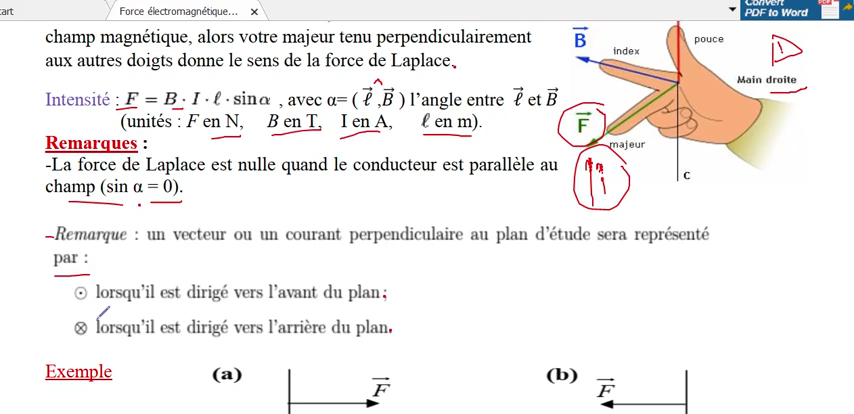 art
Force électromagnétique...
×
Convert
PDF to Word
champ magnétique, alors votre majeur tenu perpendiculairement
aux autres doigts donne le sens de la force de Laplace.
B
index
pouce
Main droite
Intensité : F = B · I · ℓ · sinα , avec α= ( ℓ , B ) l'angle entre ℓ et B
(unités : F en N, B en T, I en A, ℓ en m).
F
majeur
C
Remarques :
-La force de Laplace est nulle quand le conducteur est parallèle au
champ (sin α = 0).
-Remarque : un vecteur ou un courant perpendiculaire au plan d'étude sera représenté
par :
⊙ lorsqu'il est dirigé vers l'avant du plan;
⊗ lorsqu'il est dirigé vers l'arrière du plan.
Exemple
(a) F
(b) F